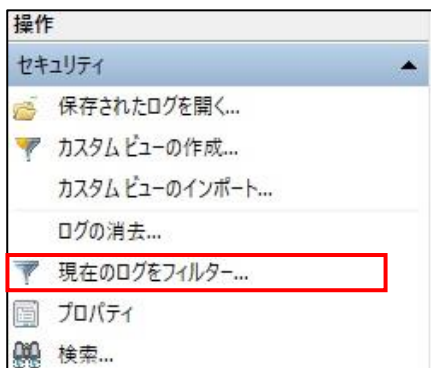 操作
セキュリティ
保存されたログを開く...
カスタム ビューの作成...
カスタム ビューのインポート...
ログの消去...
現在のログをフィルター...
プロパティ
検索...